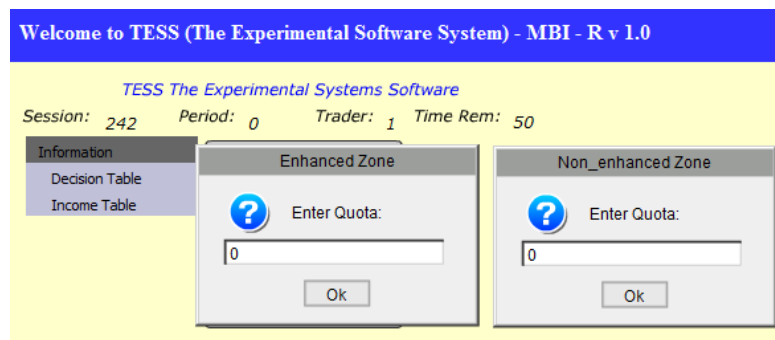 Welcome to TESS (The Experimental Software System) - MBI - R v 1.0
TESS The Experimental Systems Software
Session: 242 Period: 0 Trader: 1 Time Rem: 50
Information
Decision Table
Income Table
Enhanced Zone
Enter Quota:
0
Ok
Non_enhanced Zone
Enter Quota:
0
Ok